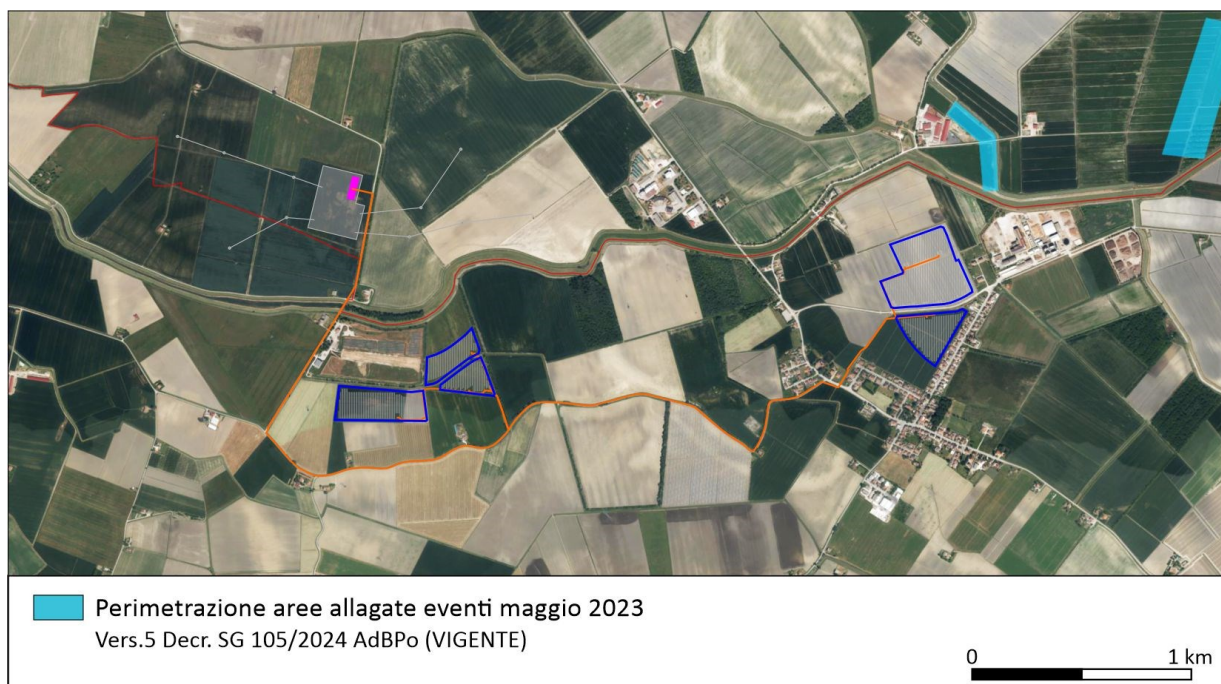 Perimetrazione aree allagate eventi maggio 2023
Vers.5 Decr. SG 105/2024 AdBPo (VIGENTE)
0 1 km